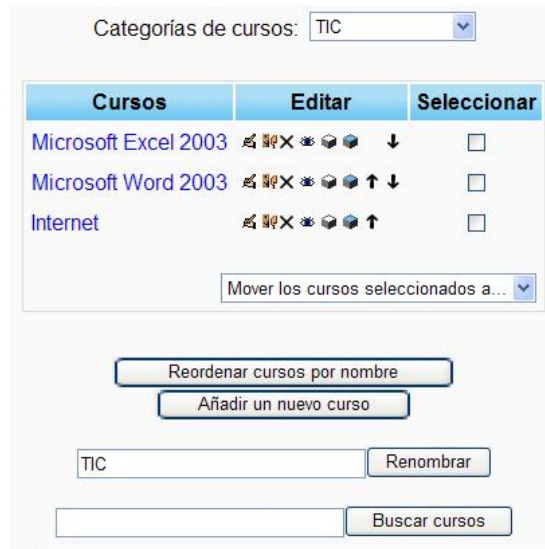 Categorías de cursos: TIC
Cursos Editar Seleccionar
Microsoft Excel 2003
Microsoft Word 2003
Internet
Mover los cursos seleccionados a...
Reordenar cursos por nombre
Añadir un nuevo curso
TIC Renombrar
Buscar cursos